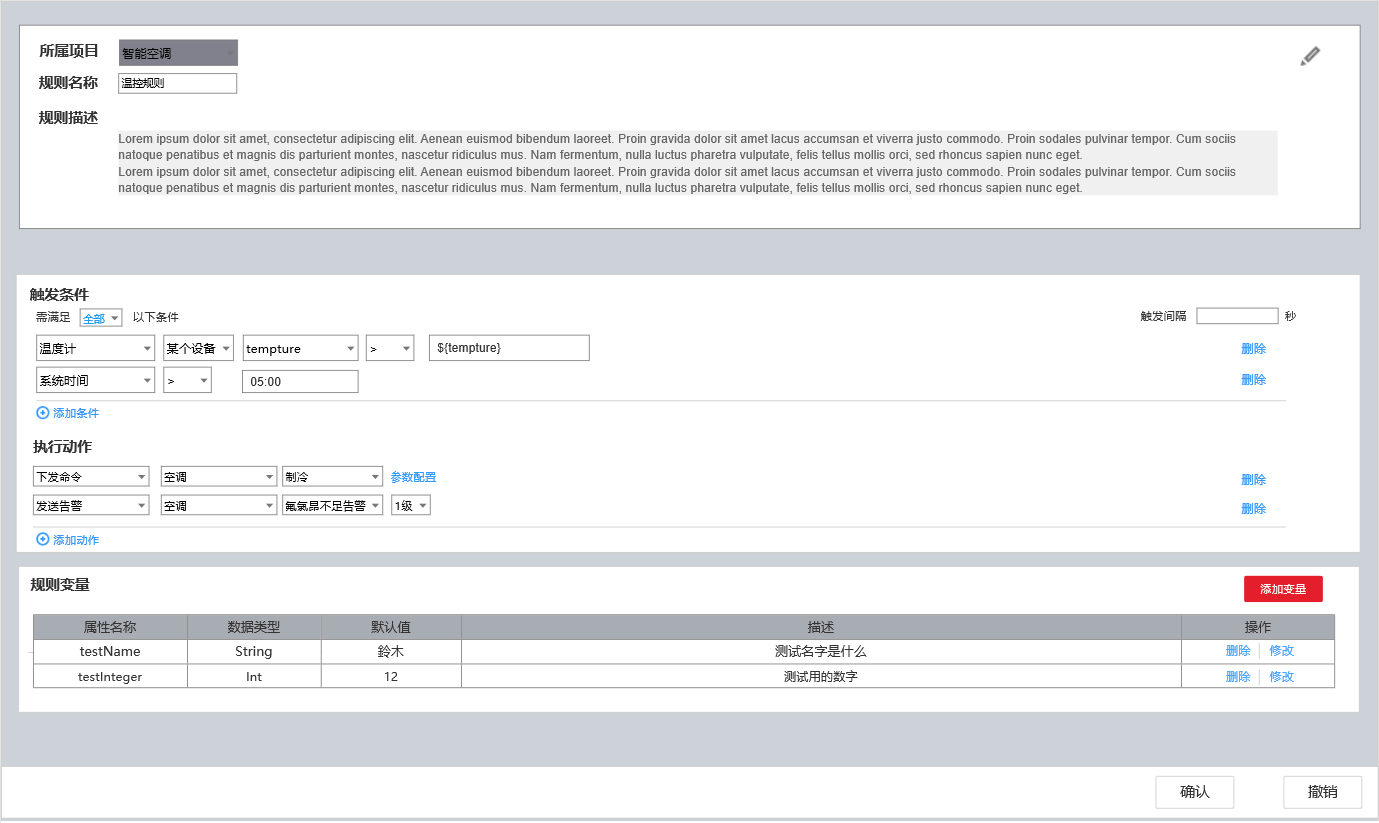 所属项目 智能空调
规则名称 温控规则
规则描述
Lorem ipsum dolor sit amet, consectetur adipiscing elit. Aenean euismod bibendum laoreet. Proin gravida dolor sit amet lacus accumsan et viverra justo commodo. Proin sodales pulvinar tempor. Cum sociis
natoque penatibus et magnis dis parturient montes, nascetur ridiculus mus. Nam fermentum, nulla luctus pharetra vulputate, felis tellus mollis orci, sed rhoncus sapien nunc eget.
Lorem ipsum dolor sit amet, consectetur adipiscing elit. Aenean euismod bibendum laoreet. Proin gravida dolor sit amet lacus accumsan et viverra justo commodo. Proin sodales pulvinar tempor. Cum sociis
natoque penatibus et magnis dis parturient montes, nascetur ridiculus mus. Nam fermentum, nulla luctus pharetra vulputate, felis tellus mollis orci, sed rhoncus sapien nunc eget.
触发条件
需满足 全部 以下条件 触发间隔 秒
温度计 某个设备 tempture > ${tempture} 删除
系统时间 > 05:00 删除
添加条件
执行动作
下发命令 空调 制冷 参数配置 删除
发送告警 空调 氟氯昂不足告警 1级 删除
添加动作
规则变量 添加变量
属性名称 数据类型 默认值 描述 操作
testName String 鈴木 测试名字是什么 删除 修改
testInteger Int 12 测试用的数字 删除 修改
确认 撤销